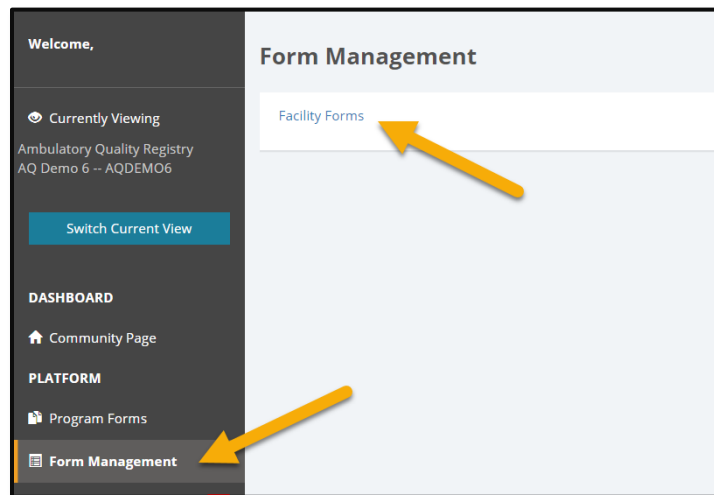 Welcome,
Currently Viewing
Ambulatory Quality Registry
AQ Demo 6 -- AQDEMO6
Switch Current View
DASHBOARD
Community Page
PLATFORM
Program Forms
Form Management
Form Management
Facility Forms